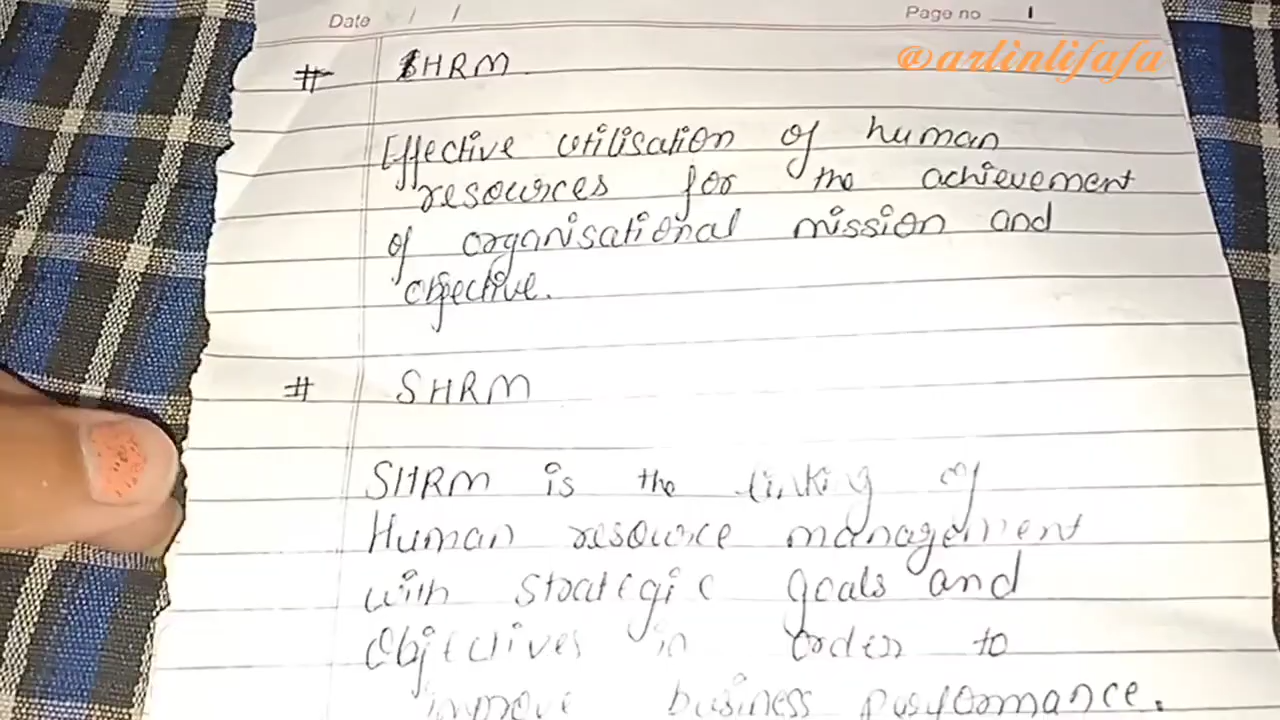 Date / /
Page no 1
@artinlifafa
# SHRM
Effective utilisation of human
resources for the achievement
of organisational mission and
objective.
# SHRM
SHRM is the linking of
Human resource management
with strategic goals and
objectives in order to
improve business performance.